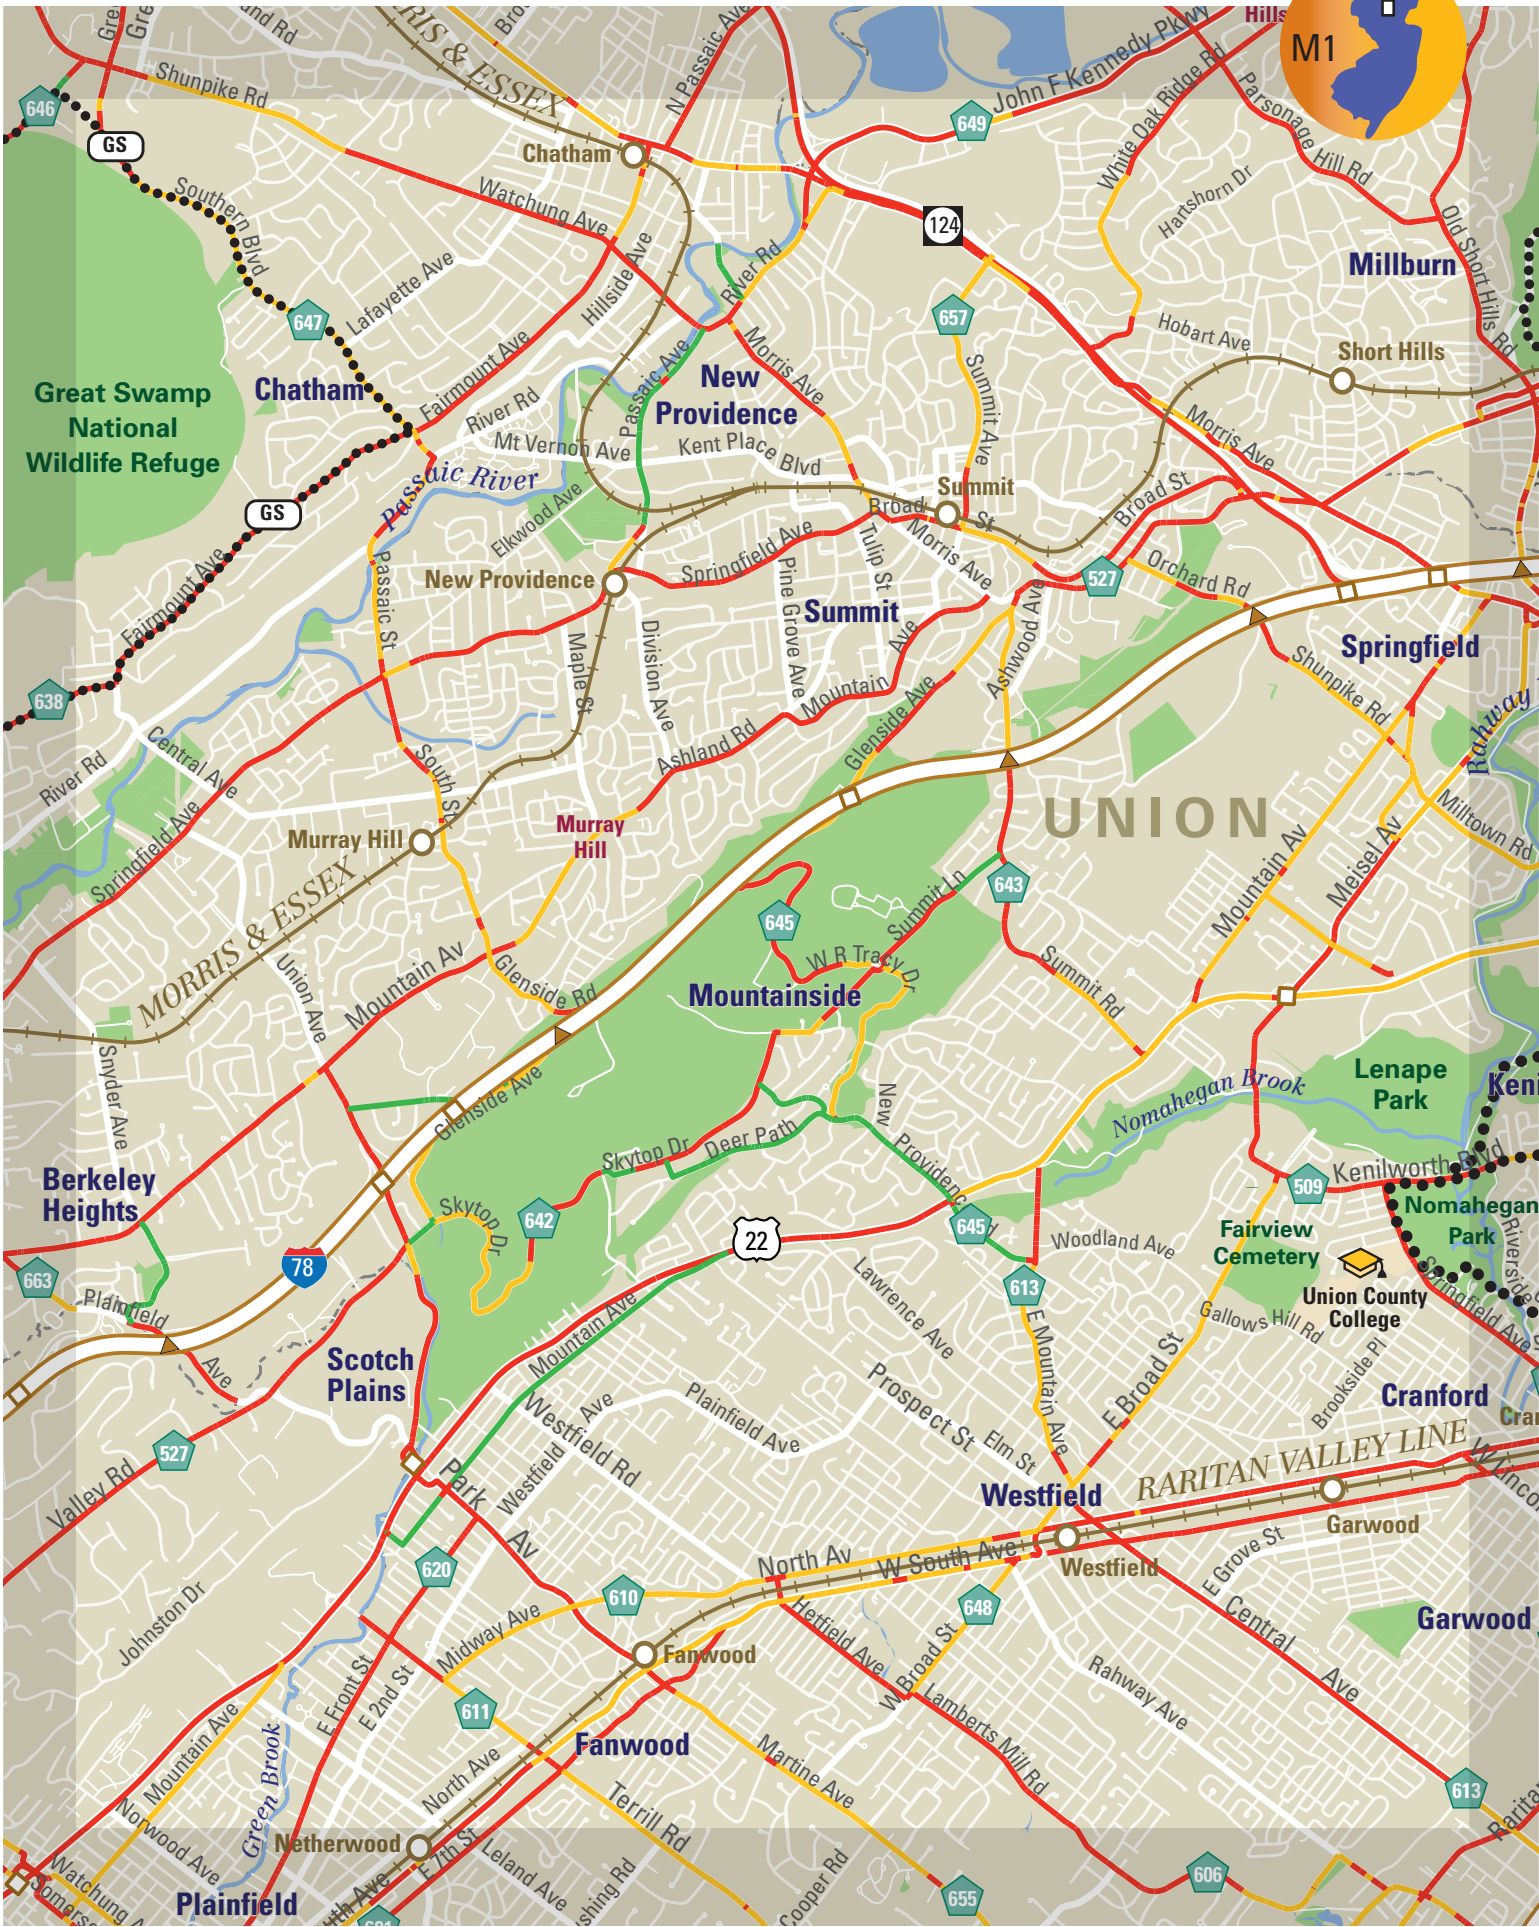 Hills
M1
MORRIS & ESSEX
Shunpike Rd
N Passaic Ave
John F Kennedy Pkwy
646
GS
649
White Oak Ridge Rd
Parsonage Hill Rd
Chatham
Southern Blvd
Watchung Ave
Hartshorn Dr
124
Old Short Hills Rd
Millburn
Lafayette Ave
Hillside Ave
River Rd
647
657
Hobart Ave
Short Hills
Great Swamp
National
Wildlife Refuge
Chatham
Fairmount Ave
Passaic Ave
Morris Ave
New
Providence
Summit Ave
River Rd
Mt Vernon Ave
Kent Place Blvd
Morris Ave
Passaic River
Summit
GS
Elkwood Ave
Broad St
Broad St
Springfield Ave
Tulip St
Morris Ave
Passaic St
New Providence
527
Orchard Rd
Fairmount Ave
Pine Grove Ave
Summit
Ashwood Ave
Springfield
Maple St
Division Ave
Shunpike Rd
638
Mountain Ave
Glenside Ave
Rahway
7
Central Ave
River Rd
South St
Ashland Rd
Milltown Rd
UNION
Springfield Ave
Murray Hill
Murray
Hill
Mountain Av
Meisel Av
643
Summit Ln
645
MORRIS & ESSEX
Union Ave
Mountain Av
Glenside Rd
W R Tracy Dr
Mountainside
Summit Rd
Snyder Ave
Glenside Ave
Lenape
Park
Nomahegan Brook
New Providence
Skytop Dr
Deer Path
Berkeley
Heights
Kenilworth Blvd
509
Nomahegan
Park
Riverside
Skytop Dr
642
645
22
Woodland Ave
Fairview
Cemetery
663
78
Plainfield Ave
Lawrence Ave
613
Union County
College
Springfield Ave
Gallows Hill Rd
Mountain Ave
E Mountain Ave
Scotch
Plains
E Broad St
Brookside Pl
Cranford
Westfield Rd
Plainfield Ave
Prospect St
Elm St
527
Valley Rd
Park Av
Westfield Ave
Westfield
RARITAN VALLEY LINE
Garwood
North Av
W South Ave
Westfield
E Grove St
620
610
648
Johnston Dr
Midway Ave
Hetfield Ave
W Broad St
Central Ave
Garwood
Fanwood
E Front St
E 2nd St
611
Rahway Ave
Lamberts Mill Rd
Fanwood
Mountain Ave
Green Brook
North Ave
Martine Ave
Terrill Rd
613
Norwood Ave
Netherwood
E 7th St
Leland Ave
Cooper Rd
606
655
Watchung
Plainfield